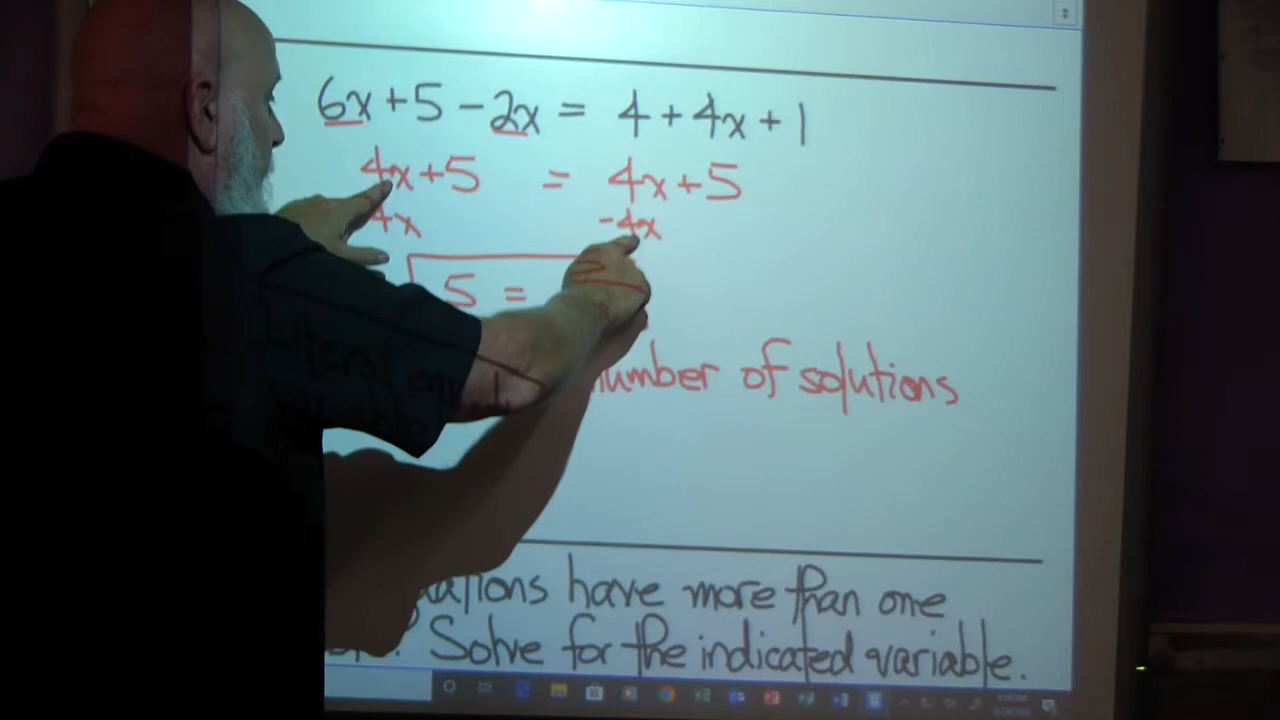 6x + 5 - 2x = 4 + 4x + 1
4x + 5 = 4x + 5
4x -4x
5 =
number of solutions
have more than one
Solve for the indicated variable.